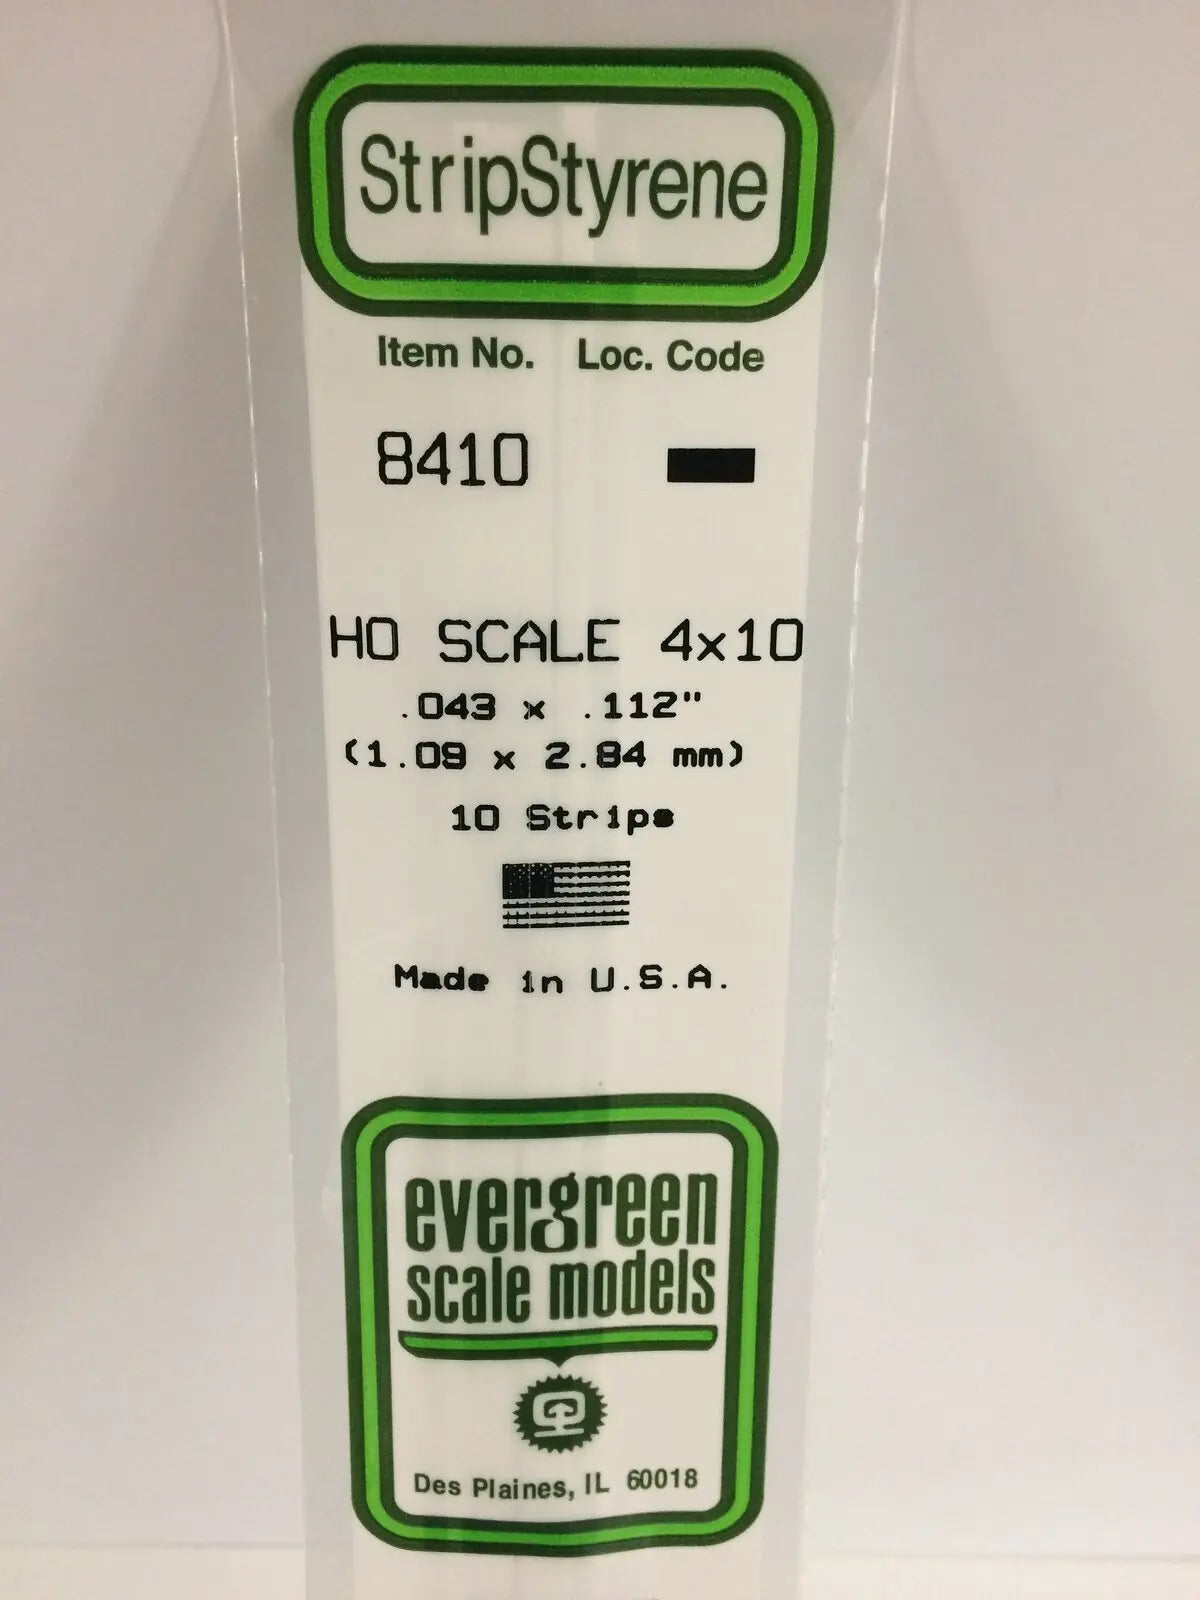 StripStyrene
Item No. Loc. Code
8410
HO SCALE 4x10
.043 x .112"
(1.09 x 2.84 mm)
10 Strips
Made in U.S.A.
evergreen
scale models
Des Plaines, IL 60018